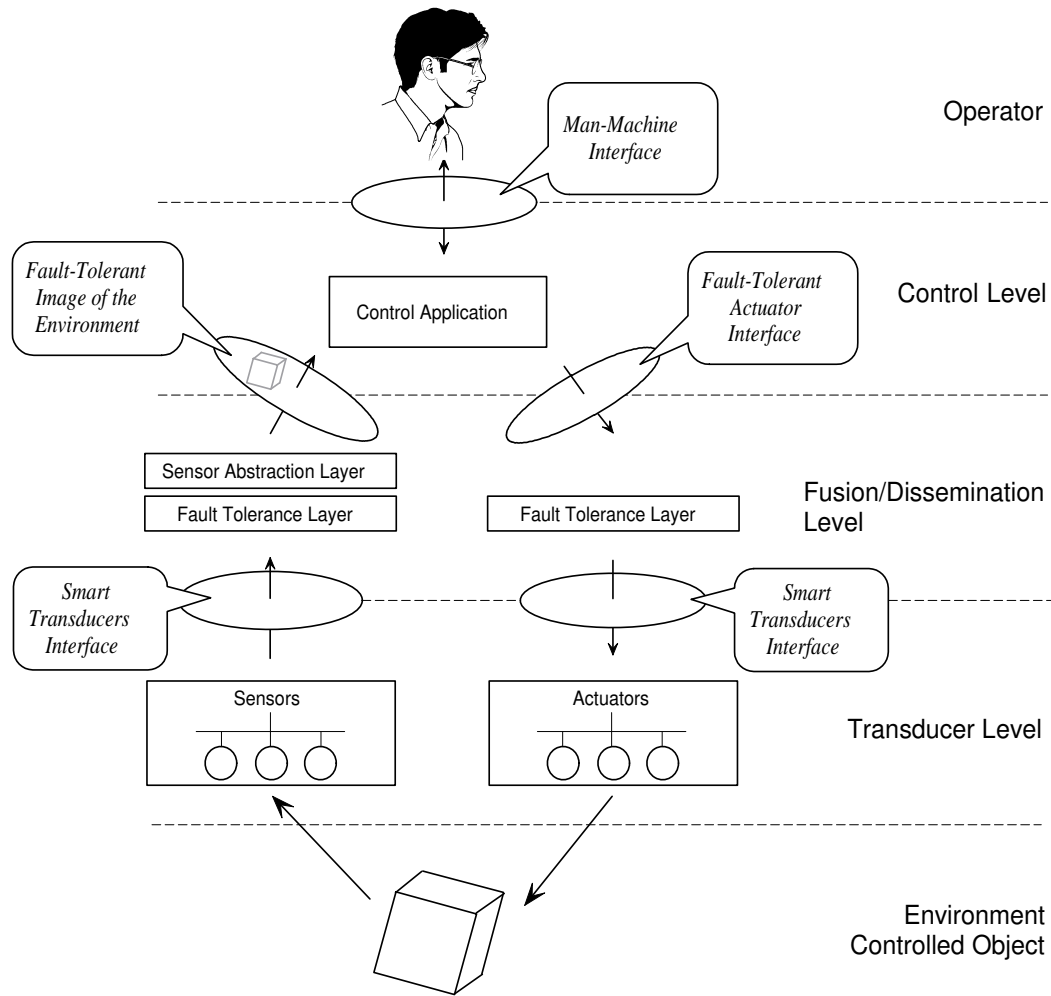 Operator
Man-Machine
Interface
Fault-Tolerant
Image of the
Environment
Control Application
Fault-Tolerant
Actuator
Interface
Control Level
Sensor Abstraction Layer
Fault Tolerance Layer
Fault Tolerance Layer
Fusion/Dissemination
Level
Smart
Transducers
Interface
Smart
Transducers
Interface
Sensors
Actuators
Transducer Level
Environment
Controlled Object